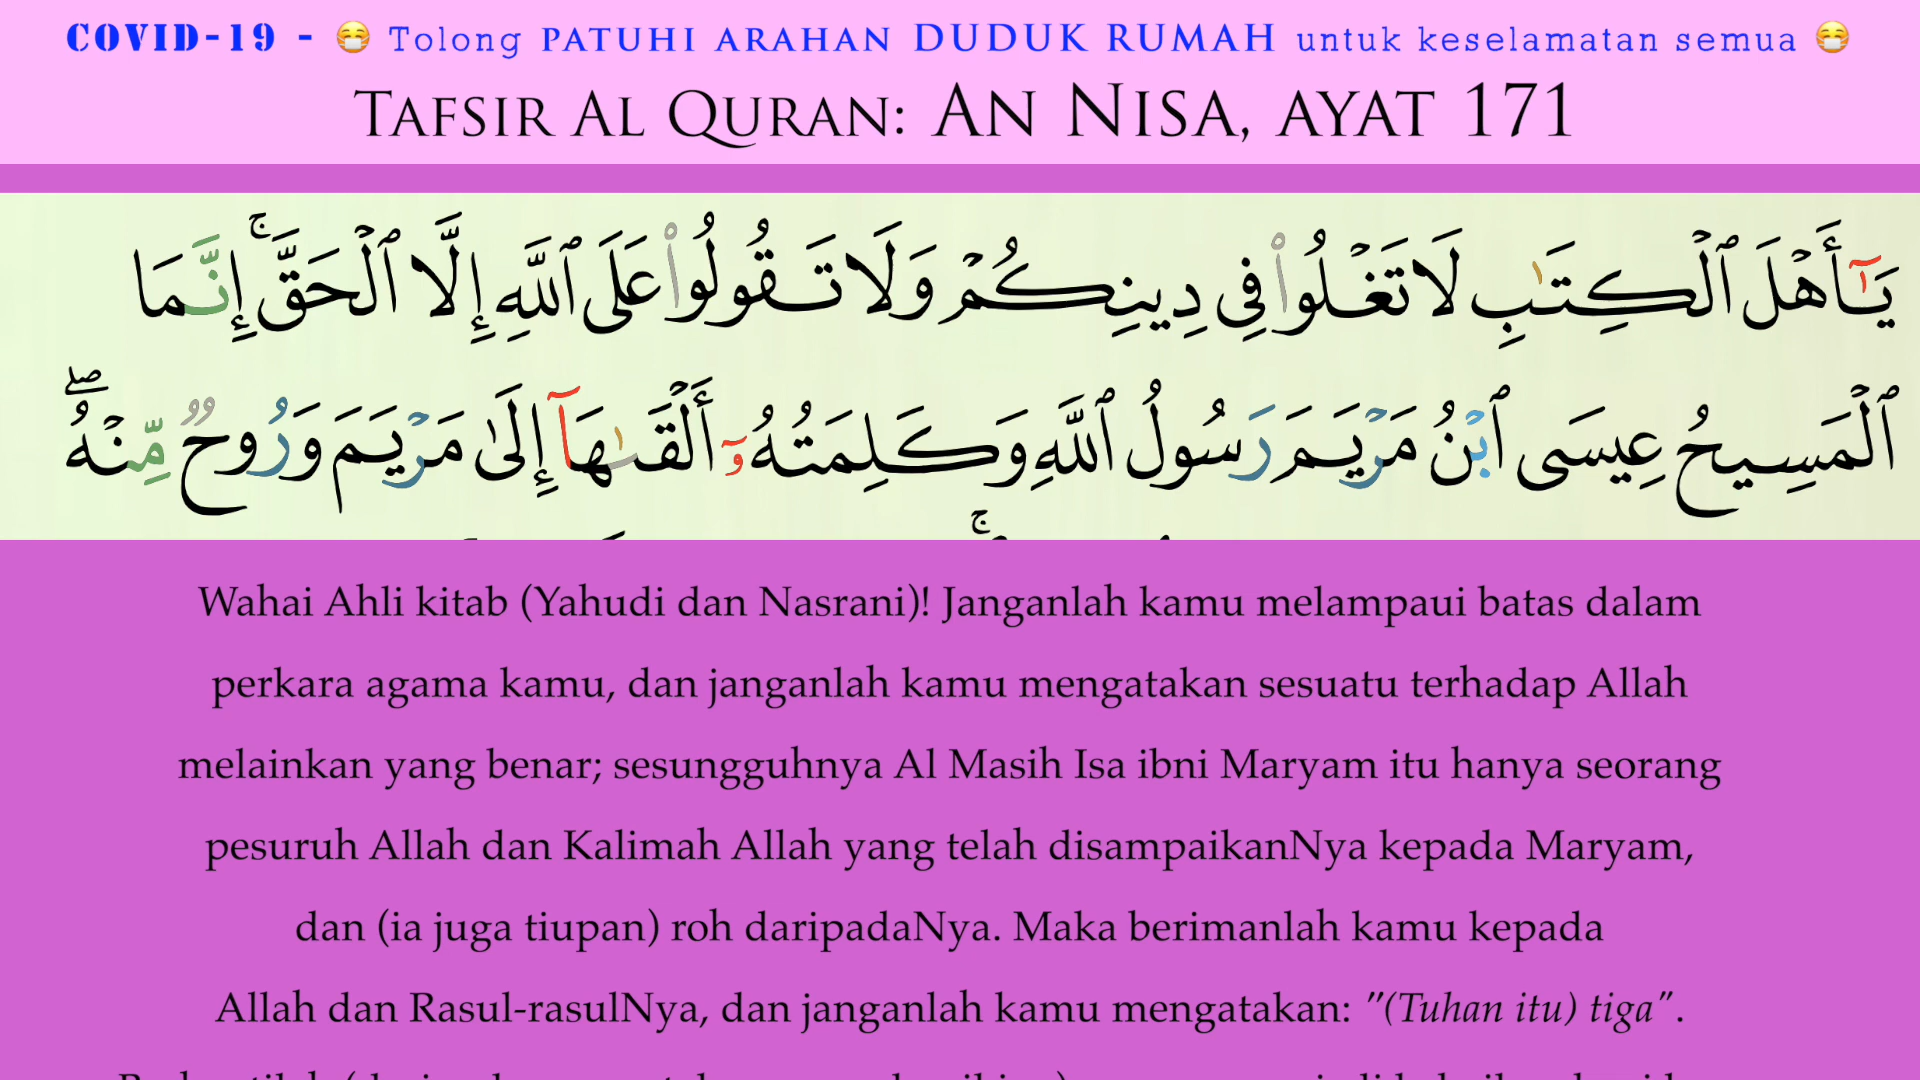 COVID-19 - 😷 Tolong PATUHI ARAHAN DUDUK RUMAH untuk keselamatan semua 😷
TAFSIR AL QURAN: AN NISA, AYAT 171
يَـٰٓأَهْلَ ٱلْكِتَـٰبِ لَا تَغْلُوا۟ فِى دِينِكُمْ وَلَا تَقُولُوا۟ عَلَى ٱللَّهِ إِلَّا ٱلْحَقَّ ۚ إِنَّمَا
ٱلْمَسِيحُ عِيسَى ٱبْنُ مَرْيَمَ رَسُولُ ٱللَّهِ وَكَلِمَتُهُۥٓ أَلْقَىٰهَآ إِلَىٰ مَرْيَمَ وَرُوحٌ مِّنْهُ ۖ
Wahai Ahli kitab (Yahudi dan Nasrani)! Janganlah kamu melampaui batas dalam
perkara agama kamu, dan janganlah kamu mengatakan sesuatu terhadap Allah
melainkan yang benar; sesungguhnya Al Masih Isa ibni Maryam itu hanya seorang
pesuruh Allah dan Kalimah Allah yang telah disampaikanNya kepada Maryam,
dan (ia juga tiupan) roh daripadaNya. Maka berimanlah kamu kepada
Allah dan Rasul-rasulNya, dan janganlah kamu mengatakan: "(Tuhan itu) tiga".